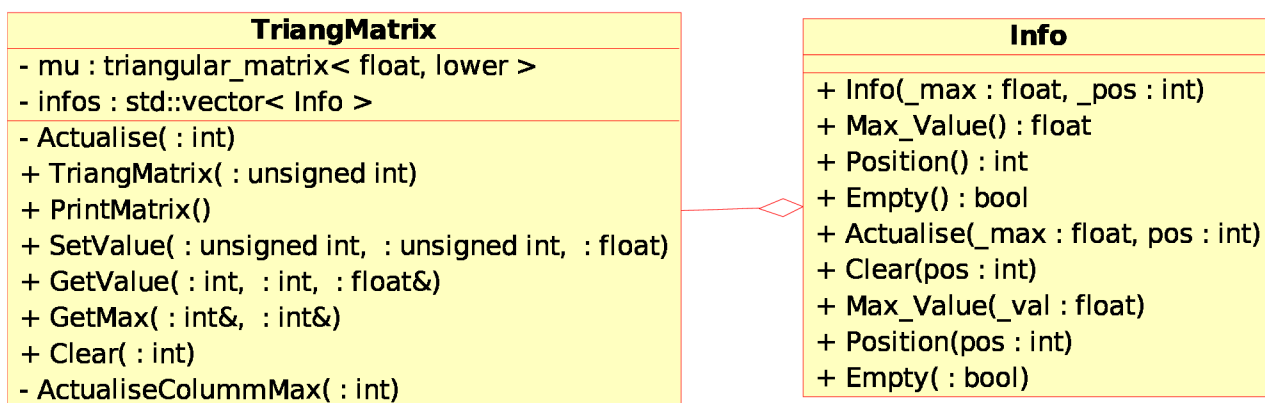 TriangMatrix
- mu : triangular_matrix< float, lower >
- infos : std::vector< Info >
- Actualise( : int)
+ TriangMatrix( : unsigned int)
+ PrintMatrix()
+ SetValue( : unsigned int,  : unsigned int,  : float)
+ GetValue( : int,  : int,  : float&)
+ GetMax( : int&,  : int&)
+ Clear( : int)
- ActualiseColummMax( : int)
Info
+ Info(_max : float, _pos : int)
+ Max_Value() : float
+ Position() : int
+ Empty() : bool
+ Actualise(_max : float, pos : int)
+ Clear(pos : int)
+ Max_Value(_val : float)
+ Position(pos : int)
+ Empty( : bool)